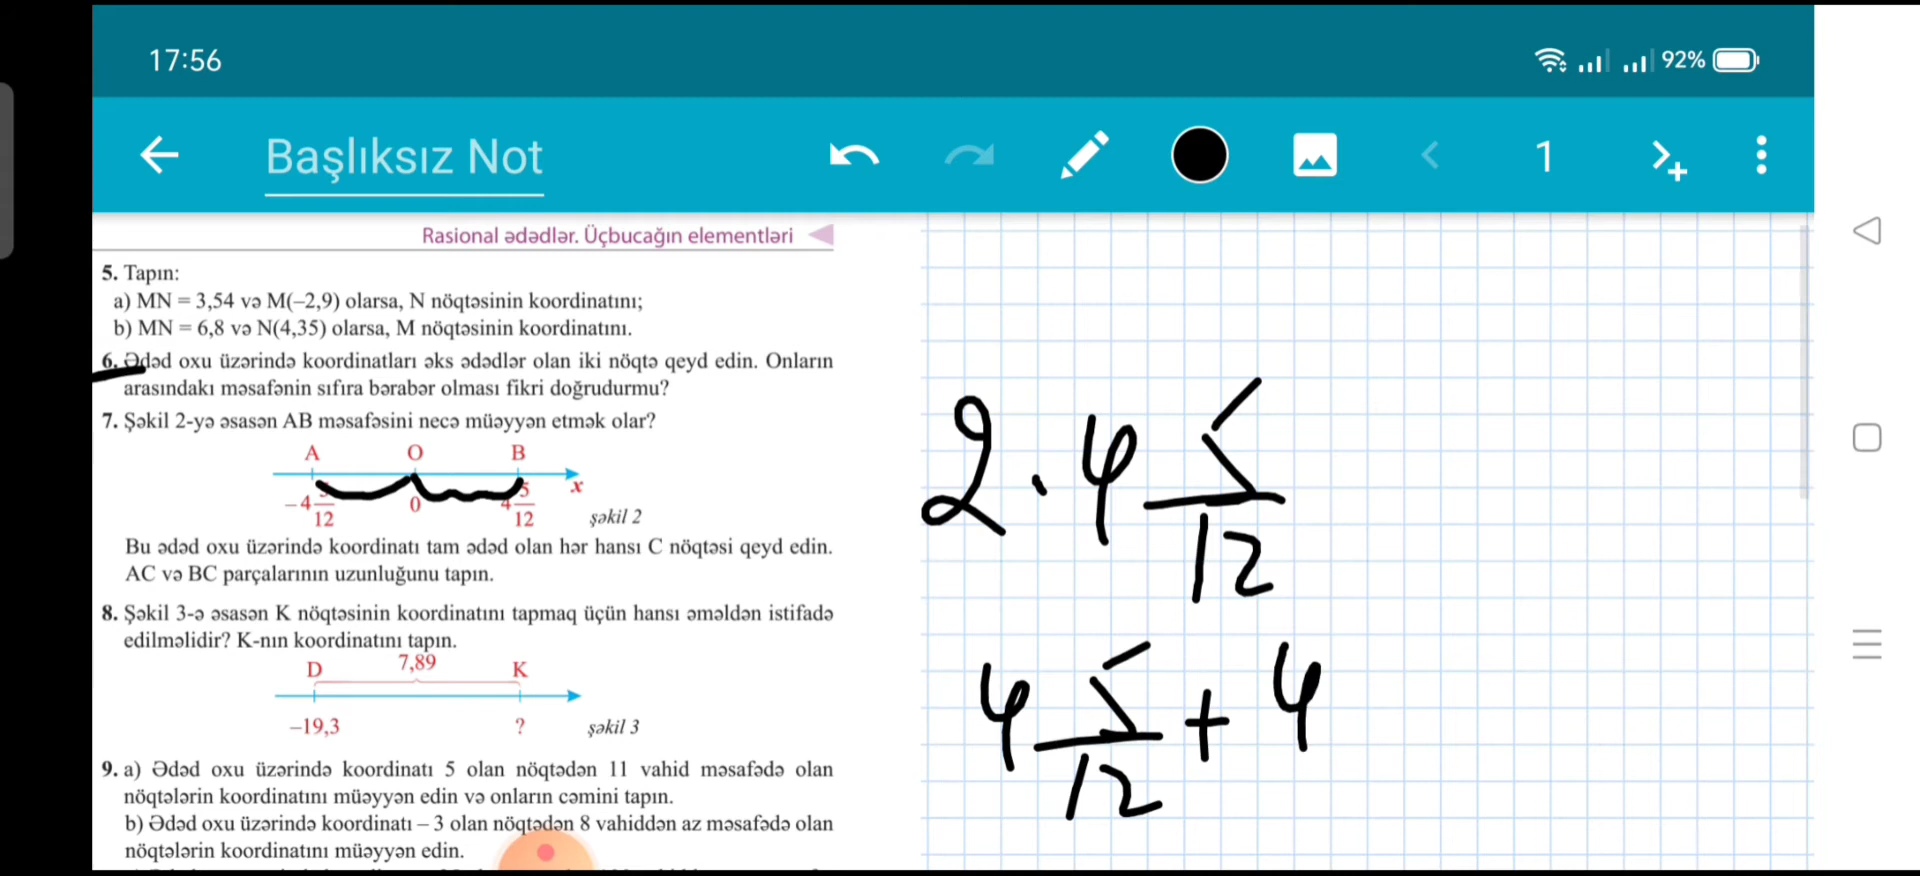 17:56
92%
Başlıksız Not
1
Rasional ədədlər. Üçbucağın elementləri
5. Tapın:
a) MN = 3,54 və M(–2,9) olarsa, N nöqtəsinin koordinatını;
b) MN = 6,8 və N(4,35) olarsa, M nöqtəsinin koordinatını.
6. Ədəd oxu üzərində koordinatları əks ədədlər olan iki nöqtə qeyd edin. Onların
arasındakı məsafənin sıfıra bərabər olması fikri doğrudurmu?
7. Şəkil 2-yə əsasən AB məsafəsini necə müəyyən etmək olar?
A O B
–4 5/12 0 4 5/12 x
şəkil 2
Bu ədəd oxu üzərində koordinatı tam ədəd olan hər hansı C nöqtəsi qeyd edin.
AC və BC parçalarının uzunluğunu tapın.
8. Şəkil 3-ə əsasən K nöqtəsinin koordinatını tapmaq üçün hansı əməldən istifadə
edilməlidir? K-nın koordinatını tapın.
D 7,89 K
–19,3 ? şəkil 3
9. a) Ədəd oxu üzərində koordinatı 5 olan nöqtədən 11 vahid məsafədə olan
nöqtələrin koordinatını müəyyən edin və onların cəmini tapın.
b) Ədəd oxu üzərində koordinatı – 3 olan nöqtədən 8 vahiddən az məsafədə olan
nöqtələrin koordinatını müəyyən edin.
2 · 4 5/12
4 5/12 + 4